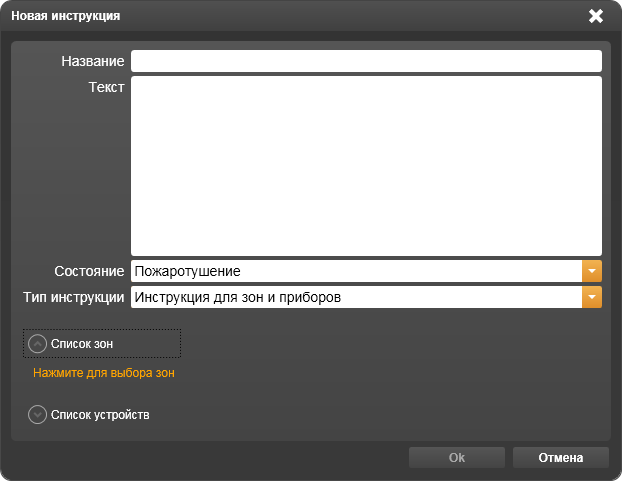 Новая инструкция
Название
Текст
Состояние Пожаротушение
Тип инструкции Инструкция для зон и приборов
Список зон
Нажмите для выбора зон
Список устройств
Ok Отмена